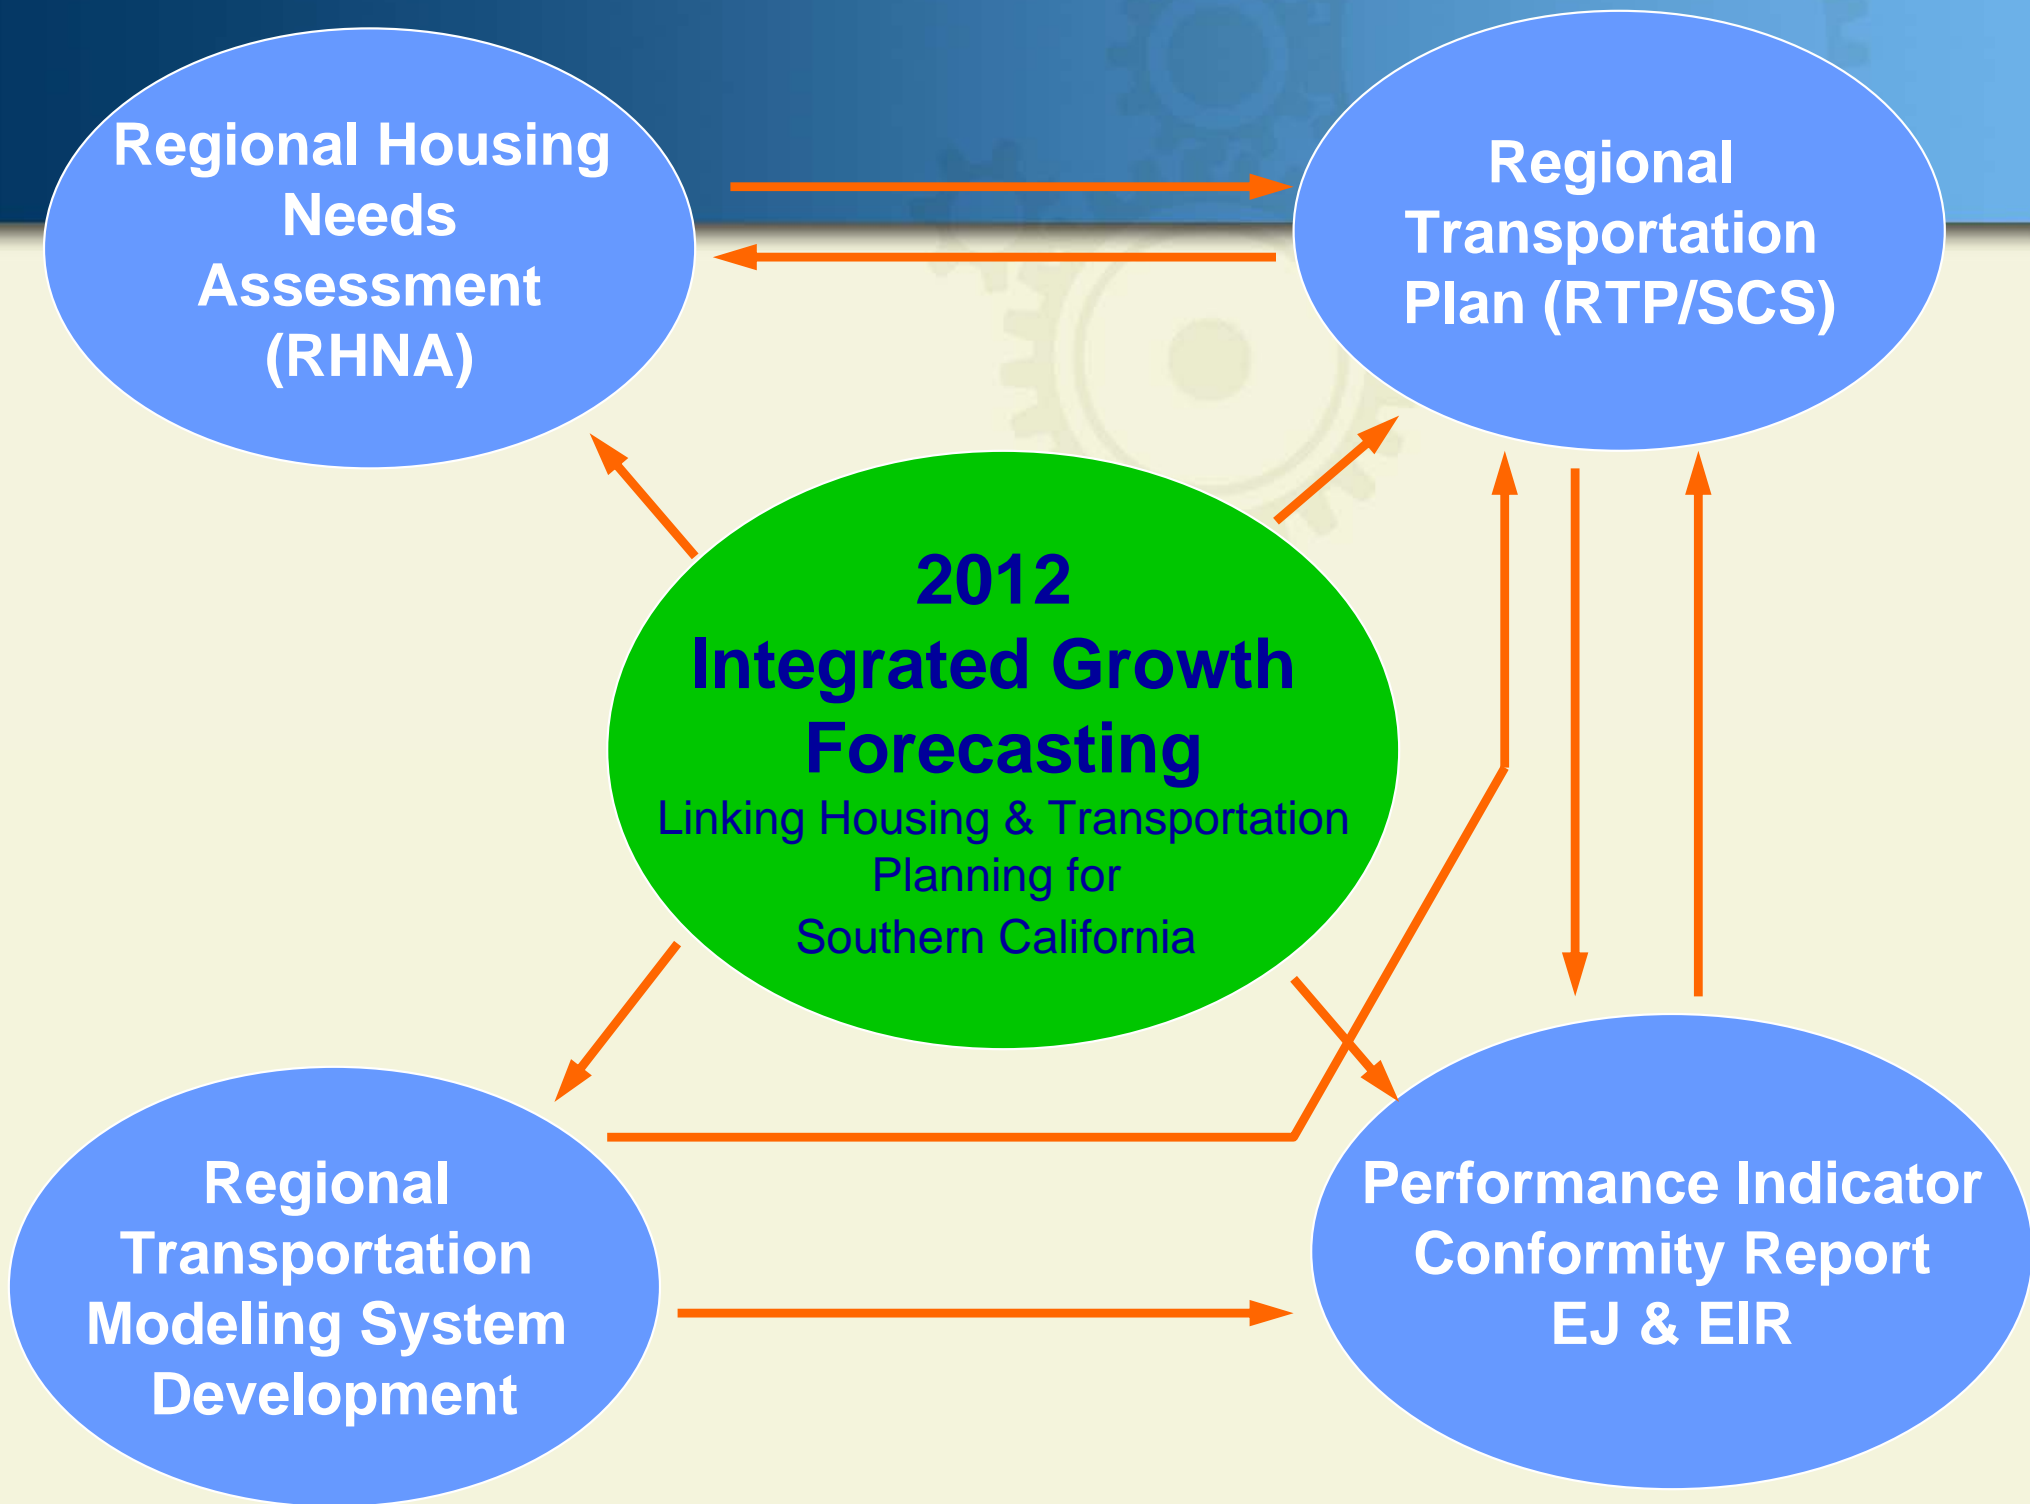 Regional Housing
Needs
Assessment
(RHNA)
Regional
Transportation
Plan (RTP/SCS)
2012
Integrated Growth
Forecasting
Linking Housing & Transportation
Planning for
Southern California
Regional
Transportation
Modeling System
Development
Performance Indicator
Conformity Report
EJ & EIR